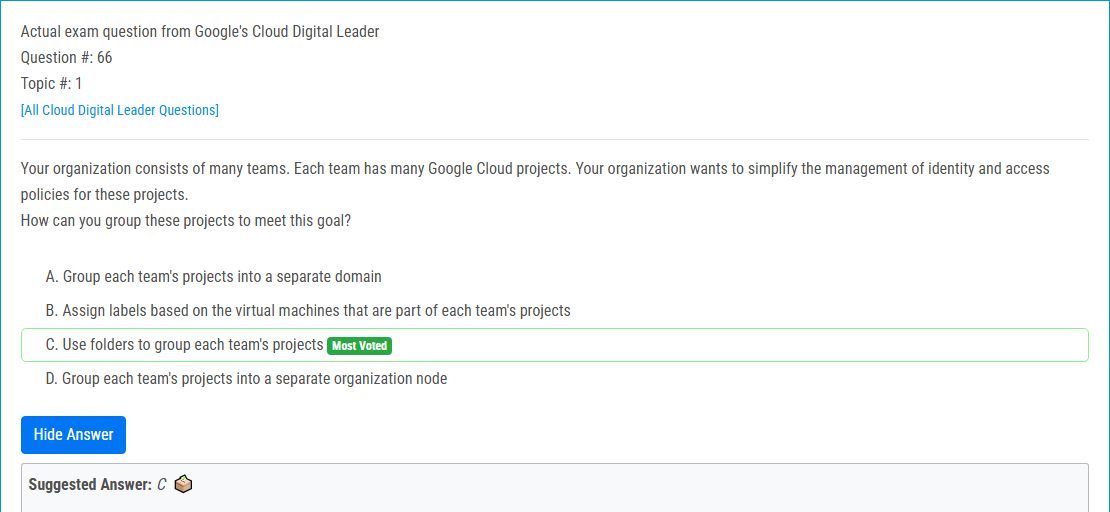 Actual exam question from Google's Cloud Digital Leader
Question #: 66
Topic #: 1
[All Cloud Digital Leader Questions]
Your organization consists of many teams. Each team has many Google Cloud projects. Your organization wants to simplify the management of identity and access
policies for these projects.
How can you group these projects to meet this goal?
A. Group each team's projects into a separate domain
B. Assign labels based on the virtual machines that are part of each team's projects
C. Use folders to group each team's projects Most Voted
D. Group each team's projects into a separate organization node
Hide Answer
Suggested Answer: C